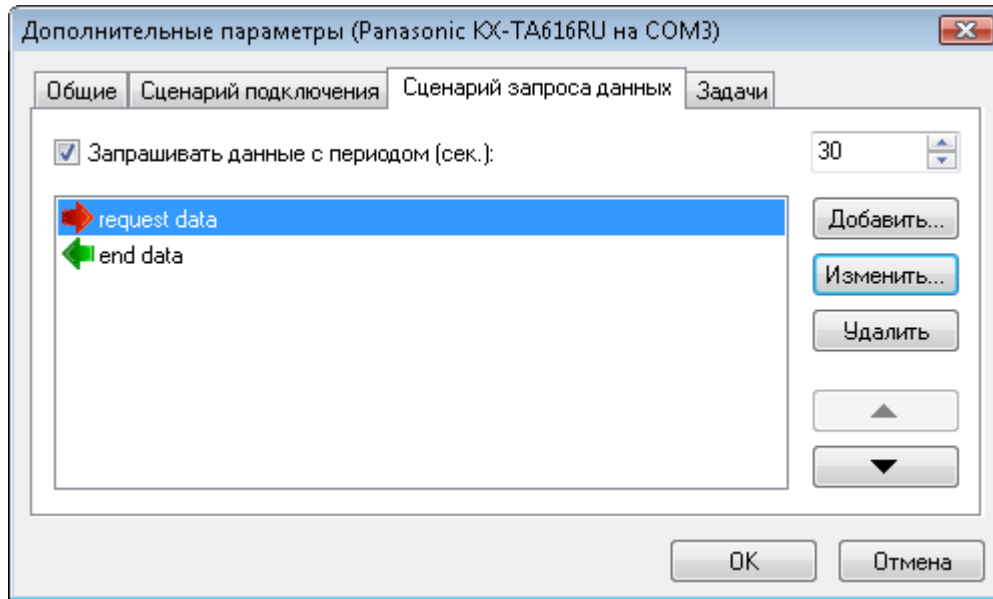 Дополнительные параметры (Panasonic KX-TA616RU на COM3)
Общие Сценарий подключения Сценарий запроса данных Задачи
Запрашивать данные с периодом (сек.): 30
request data
end data
Добавить...
Изменить...
Удалить
OK Отмена